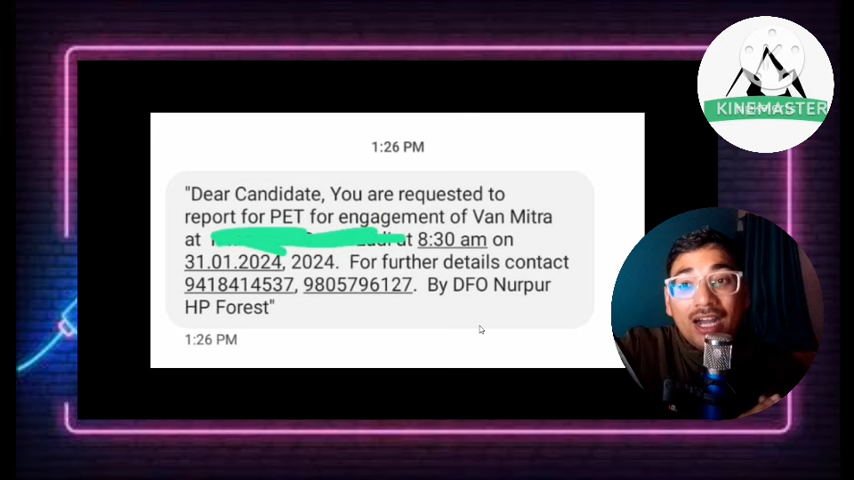 1:26 PM
"Dear Candidate, You are requested to
report for PET for engagement of Van Mitra
at at 8:30 am on
31.01.2024, 2024. For further details contact
9418414537, 9805796127. By DFO Nurpur
HP Forest"
1:26 PM
KINEMASTER